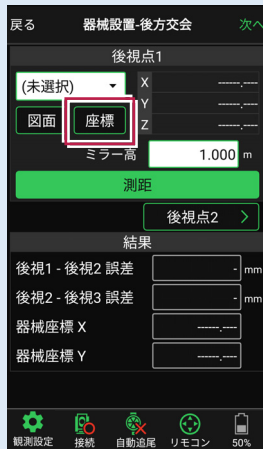 戻る 器械設置-後方交会 次へ
後視点1
(未選択) X ------.----
Y ------.----
図面 座標 Z ------.----
ミラー高 1.000 m
測距
後視点2 >
結果
後視1 - 後視2 誤差 - mm
後視2 - 後視3 誤差 - mm
器械座標 X ------.----
器械座標 Y ------.----
観測設定 接続 自動追尾 リモコン 50%